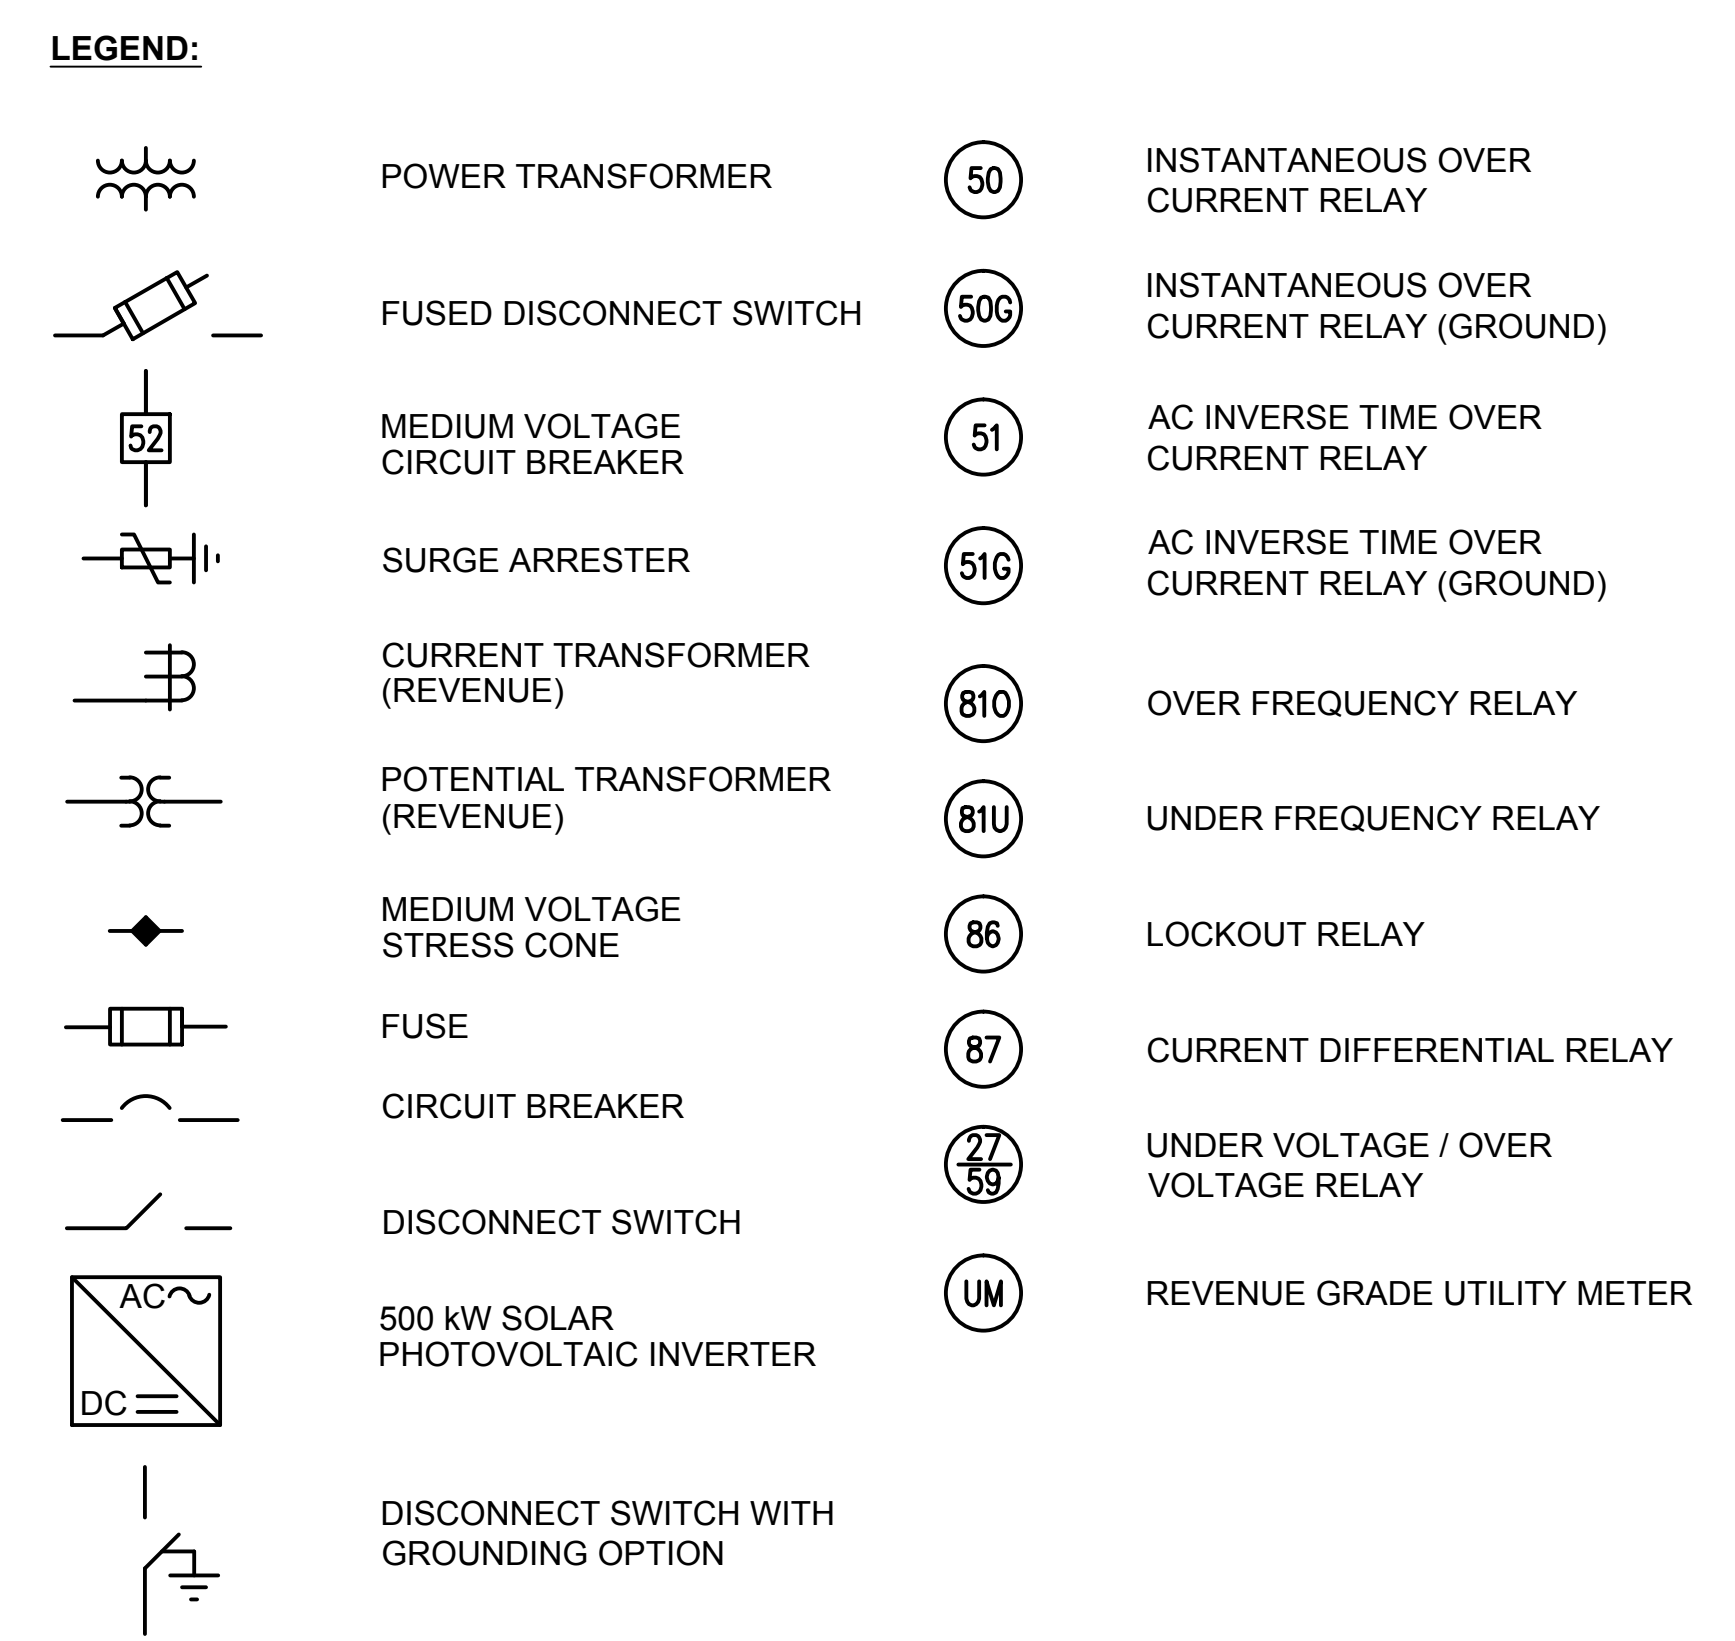 LEGEND:
POWER TRANSFORMER
FUSED DISCONNECT SWITCH
52
MEDIUM VOLTAGE
CIRCUIT BREAKER
SURGE ARRESTER
CURRENT TRANSFORMER
(REVENUE)
POTENTIAL TRANSFORMER
(REVENUE)
MEDIUM VOLTAGE
STRESS CONE
FUSE
CIRCUIT BREAKER
DISCONNECT SWITCH
AC
DC
500 kW SOLAR
PHOTOVOLTAIC INVERTER
DISCONNECT SWITCH WITH
GROUNDING OPTION
50
INSTANTANEOUS OVER
CURRENT RELAY
50G
INSTANTANEOUS OVER
CURRENT RELAY (GROUND)
51
AC INVERSE TIME OVER
CURRENT RELAY
51G
AC INVERSE TIME OVER
CURRENT RELAY (GROUND)
81O
OVER FREQUENCY RELAY
81U
UNDER FREQUENCY RELAY
86
LOCKOUT RELAY
87
CURRENT DIFFERENTIAL RELAY
27
59
UNDER VOLTAGE / OVER
VOLTAGE RELAY
UM
REVENUE GRADE UTILITY METER